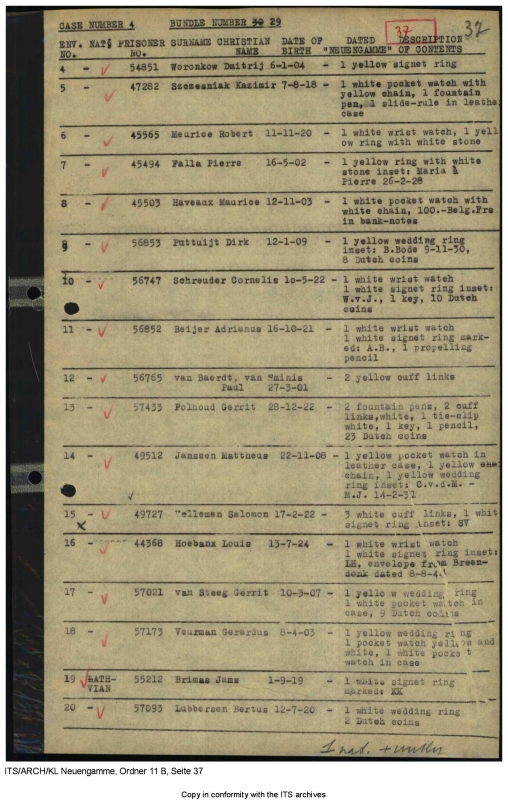 CASE NUMBER 4 BUNDLE NUMBER 30 29
37 37
ENV. NAT. PRISONER SURNAME CHRISTIAN DATE OF DATED DESCRIPTION
NO. NO. NAME BIRTH "NEUENGAMME" OF CONTENTS
4 - 54851 Woronkow Dmitrij 6-1-04 - 1 yellow signet ring
5 47282 Szczesniak Kazimir 7-8-18 - 1 white pocket watch with
yellow chain, 1 fountain
pen, 1 slide-rule in leathe
case
6 - 45565 Meurice Robert 11-11-20 - 1 white wrist watch, 1 yell
ow ring with white stone
7 45494 Falla Pierre 16-5-02 - 1 yellow ring with white
stone inset: Maria &
Pierre 26-2-28
8 - 45503 Haveaux Maurice 12-11-03 - 1 white pocket watch with
white chain, 100.-Belg.Frs
in bank-notes
9 - 56853 Puttuijt Dirk 12-1-09 - 1 yellow wedding ring
inset: B.Bode 9-11-30,
8 Dutch coins
10 - 56747 Schreuder Cornelis 1o-5-22 - 1 white wrist watch
1 white signet ring inset:
W.v.J., 1 key, 10 Dutch
coins
11 - 56852 Beijer Adrianus 16-10-21 - 1 white wrist watch
1 white signet ring mark-
ed: A.B., 1 propelling
pencil
12 - 56765 van Baerdt, van minis - 2 yellow cuff links
Paul 27-3-01
13 - 57433 Polhoud Gerrit 28-12-22 - 2 fountain pens, 2 cuff
links,white, 1 tie-slip
white, 1 key, 1 pencil,
23 Dutch coins
14 - 49512 Janssen Mattheus 22-11-08 - 1 yellow pocket watch in
leather case, 1 yellow
chain, 1 yellow wedding
ring inset: C.v.d.M. -
M.J. 14-2-31
15 - 49727 Velleman Salomon 17-2-22 - 3 white cuff links, 1 whit
signet ring inset: SV
16 - 44368 Hoebanx Louis 13-7-24 - 1 white wrist watch
1 white signet ring inset:
LH, envelope from Breen-
donk dated 8-8-44
17 - 57021 van Steeg Gerrit 10-3-07 - 1 yellow wedding ring
1 white pocket watch in
case, 9 Dutch coins
18 - 57173 Veurman Gerardus 8-4-03 - 1 yellow wedding ring
1 pocket watch yellow and
white, 1 white pocket
watch in case
19 LATH- 55212 Brimas Jams 1-9-19 - 1 white signet ring
VIAN marked: KK
20 - 57093 Lubbersen Bertus 12-7-20 - 1 white wedding ring
2 Dutch coins
ITS/ARCH/KL Neuengamme, Ordner 11 B, Seite 37
Copy in conformity with the ITS archives